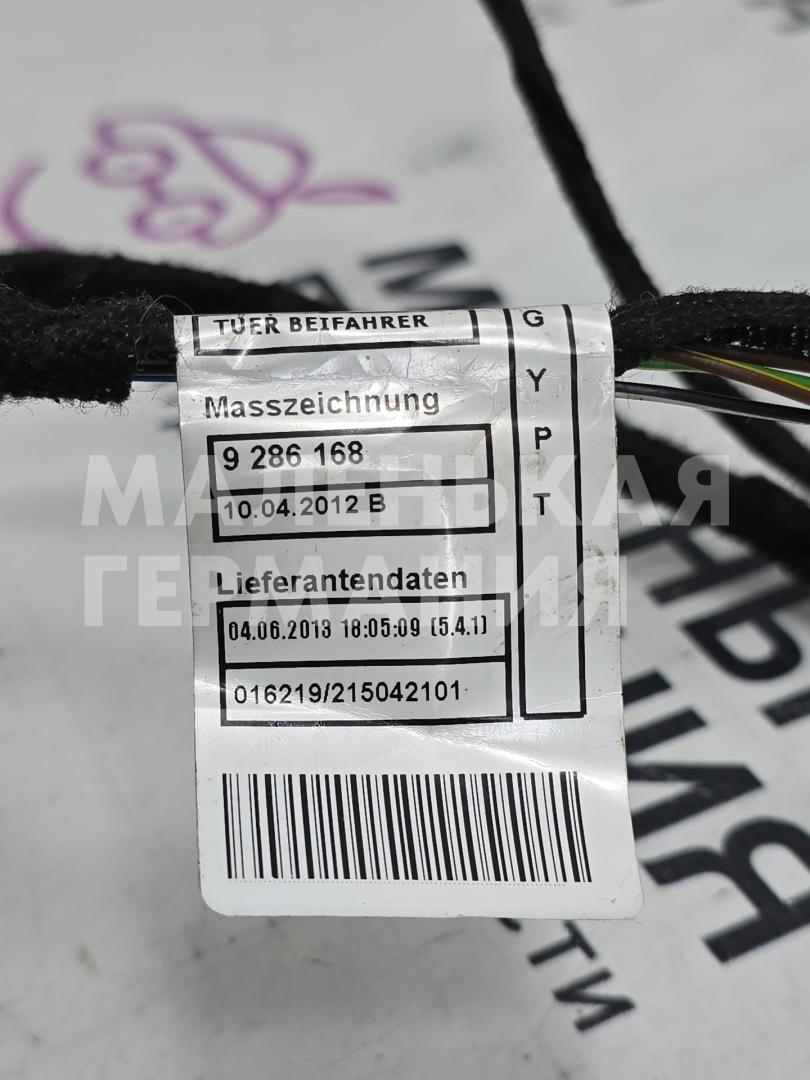 TUER BEIFAHRER
Masszeichnung
9 286 168
10.04.2012 B
Lieferantendaten
04.06.2013 18:05:09 (5.4.1)
016219/215042101
G
Y
P
T
МАЛЕНЬКАЯ
ГЕРМАНИЯ